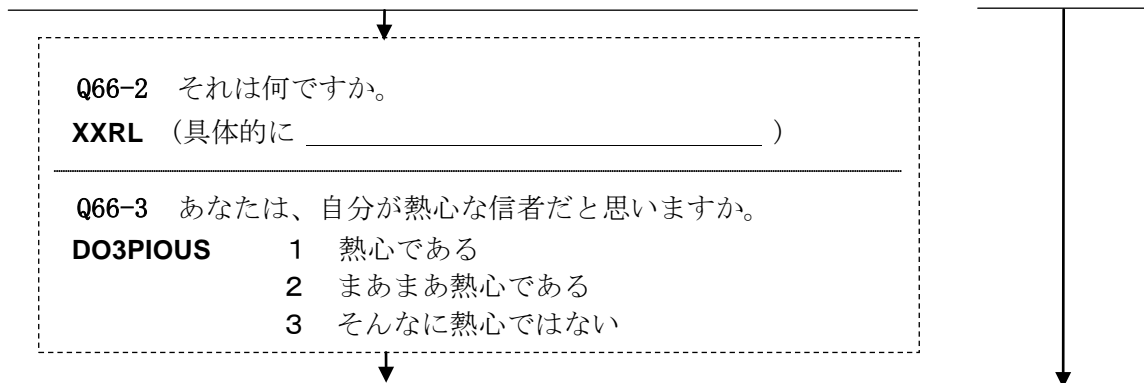 Q66-2 それは何ですか。
XXRL (具体的に ＿＿＿＿＿＿＿＿＿＿＿＿＿＿＿ )
Q66-3 あなたは、自分が熱心な信者だと思いますか。
DO3PIOUS １ 熱心である
２ まあまあ熱心である
３ そんなに熱心ではない